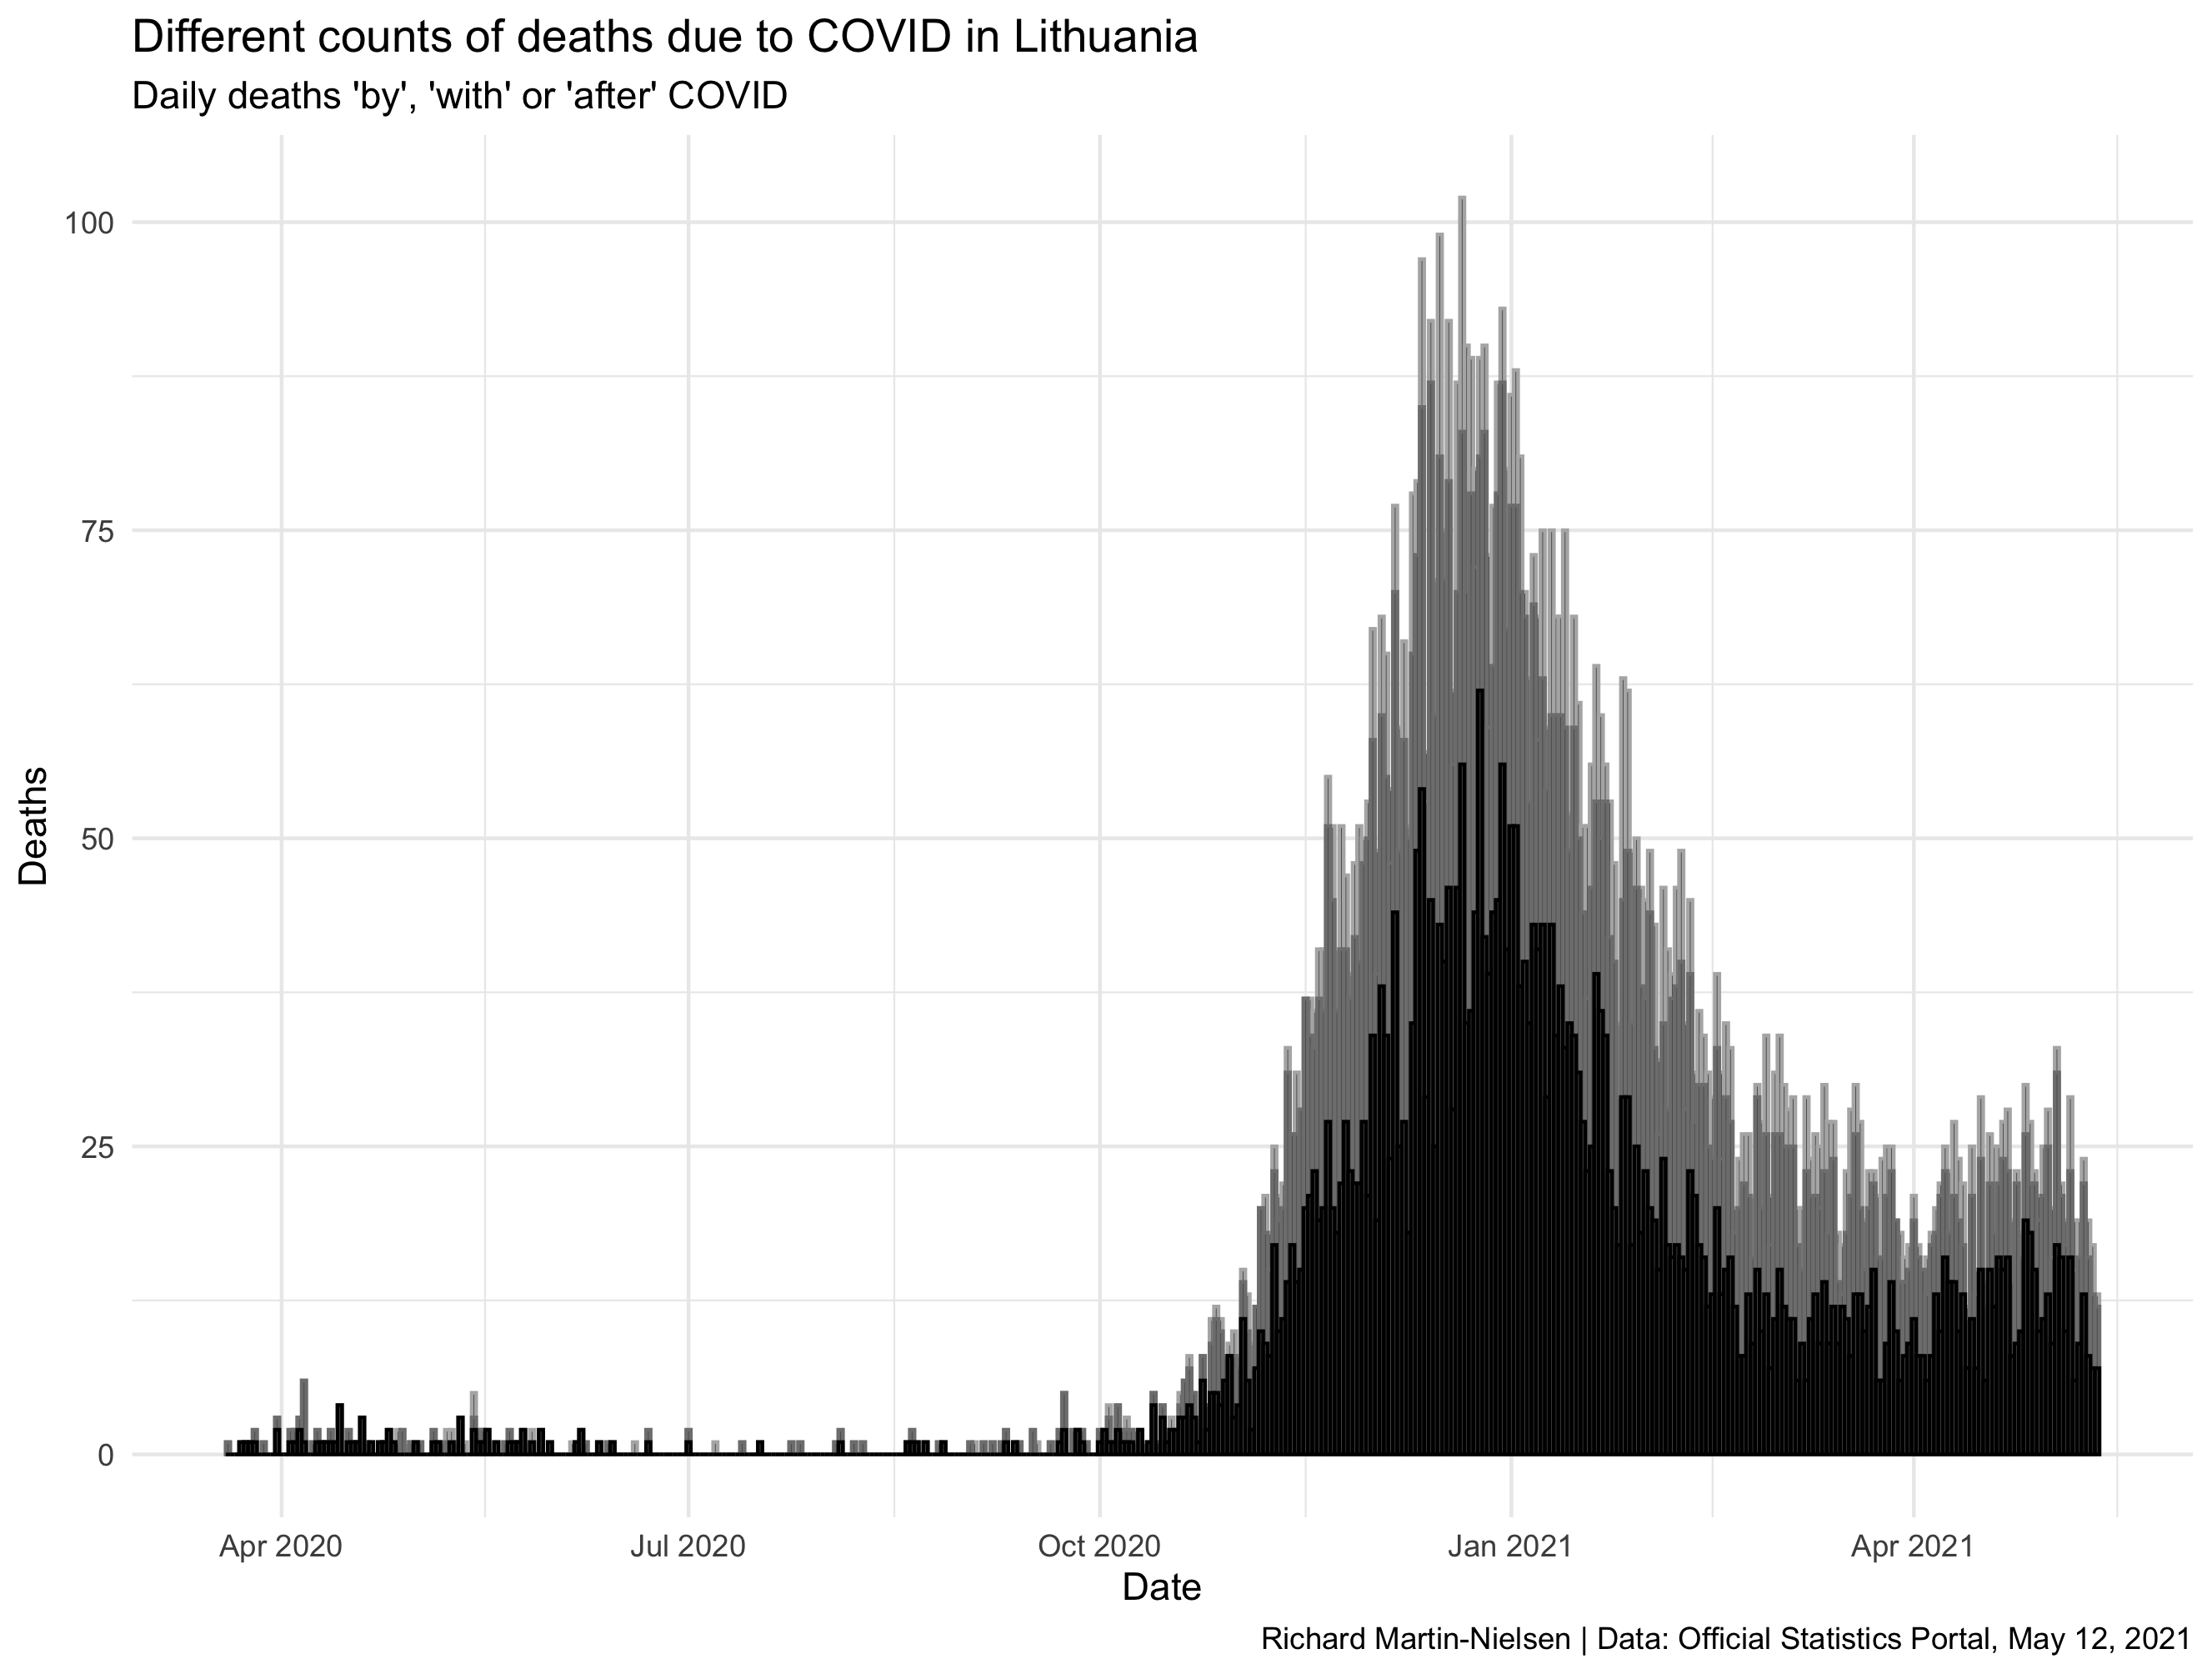 Different counts of deaths due to COVID in Lithuania
Daily deaths 'by', 'with' or 'after' COVID
100
75
50
25
0
Deaths
Apr 2020
Jul 2020
Oct 2020
Jan 2021
Apr 2021
Date
Richard Martin-Nielsen | Data: Official Statistics Portal, May 12, 2021